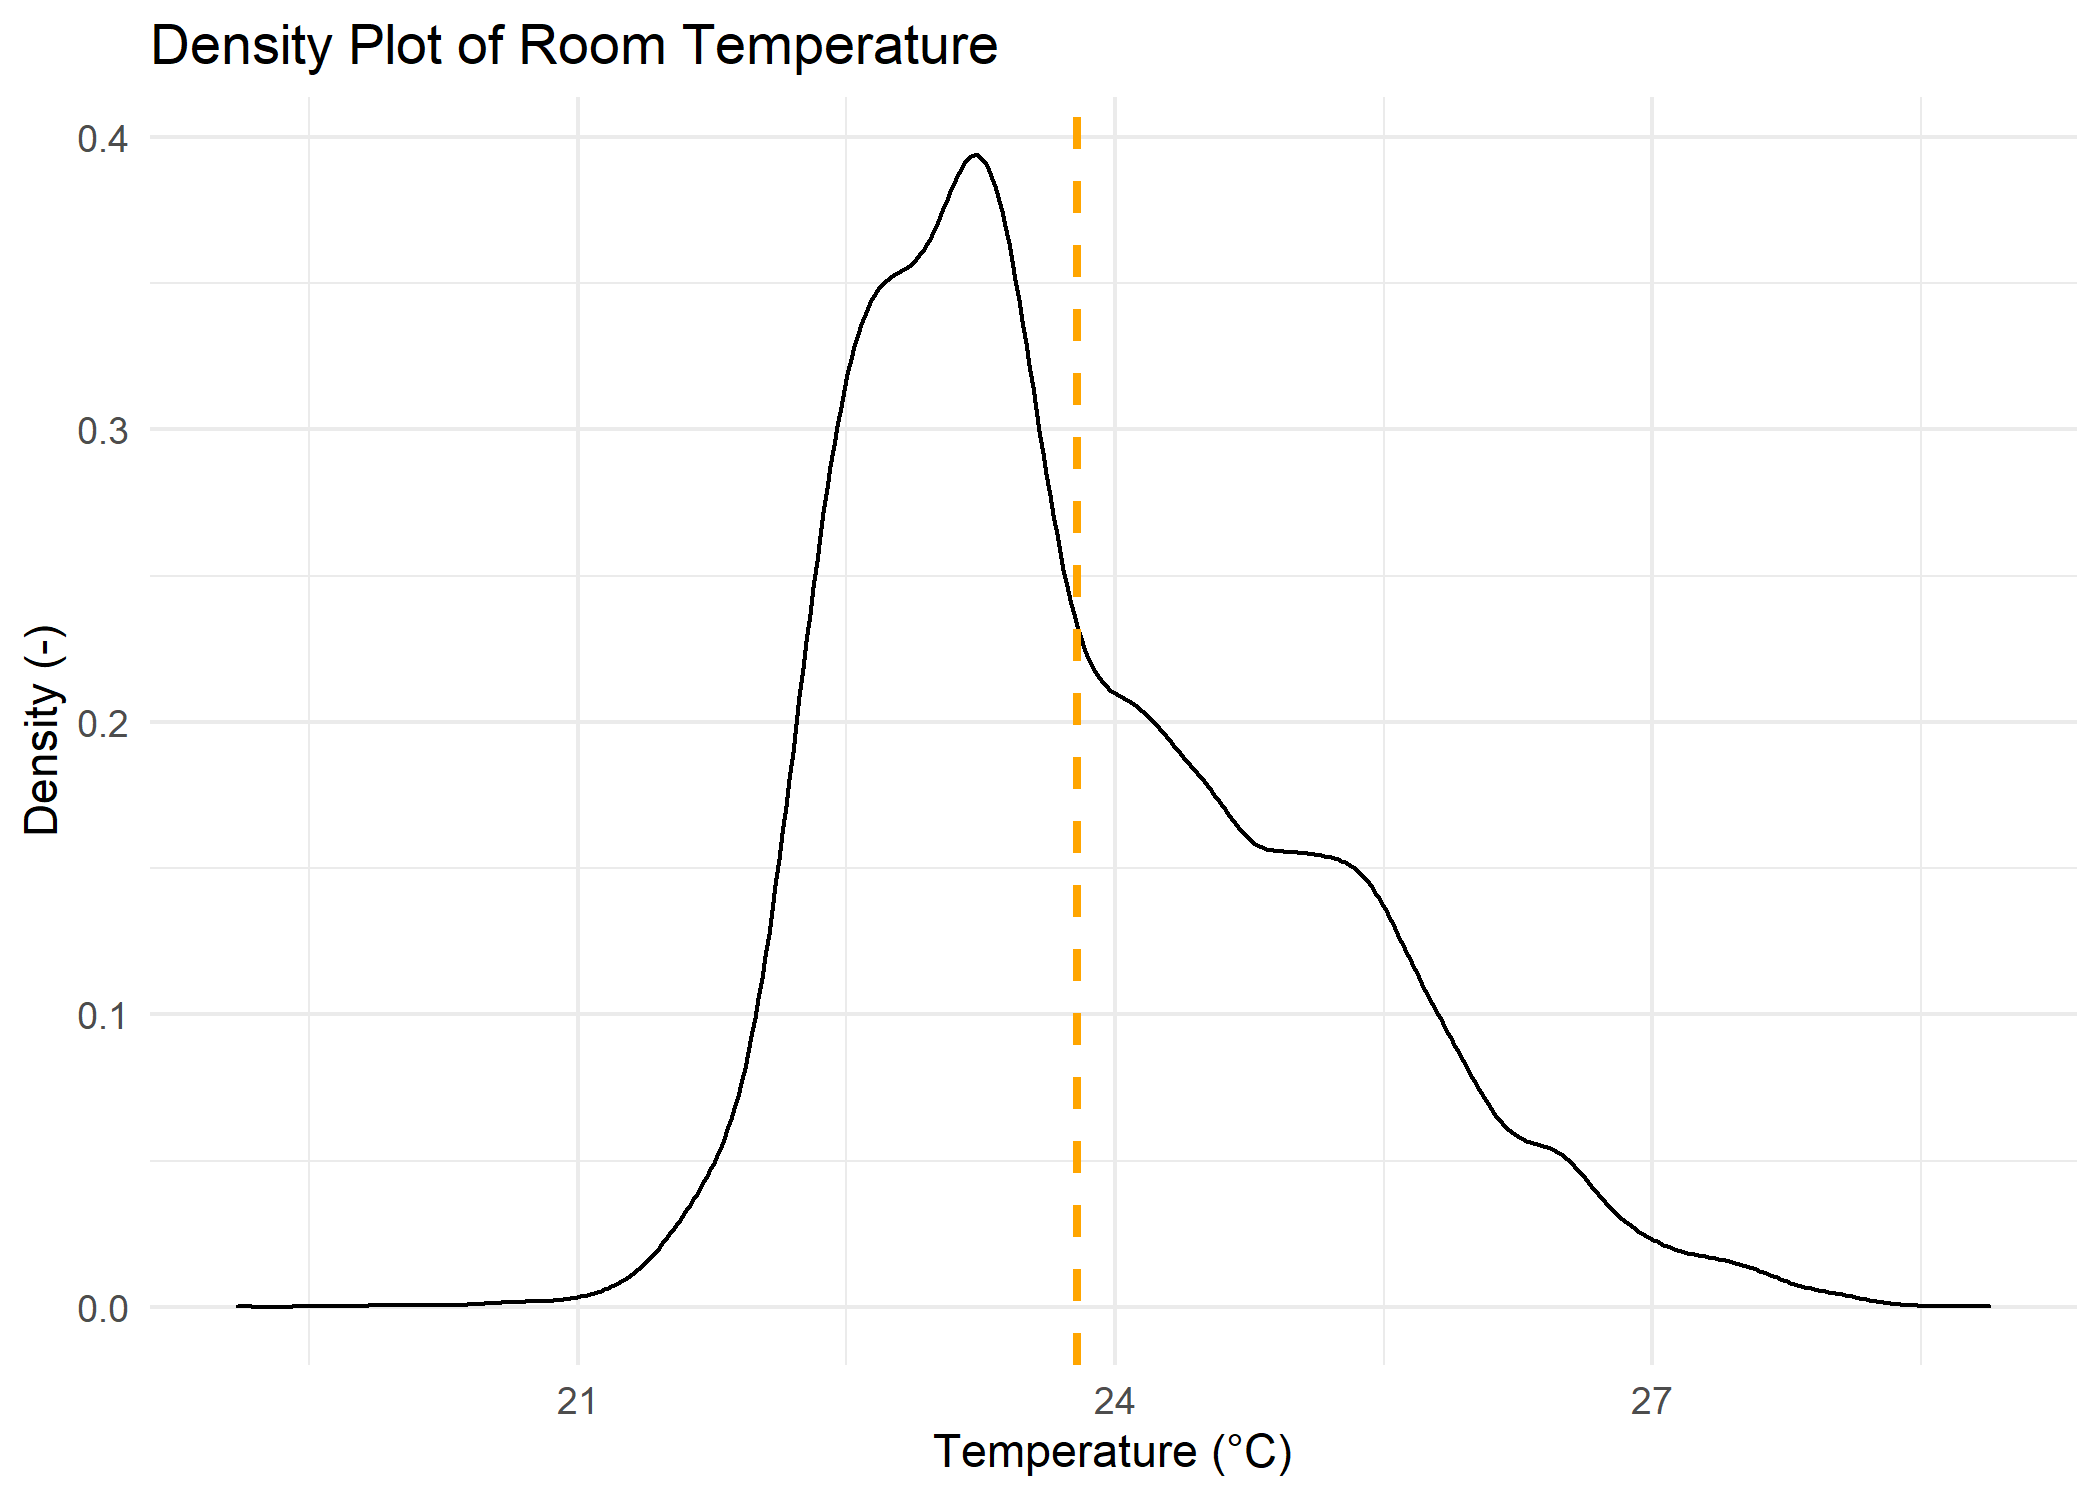 Density Plot of Room Temperature
0.4
0.3
0.2
0.1
0.0
Density (-)
21 24 27
Temperature (°C)